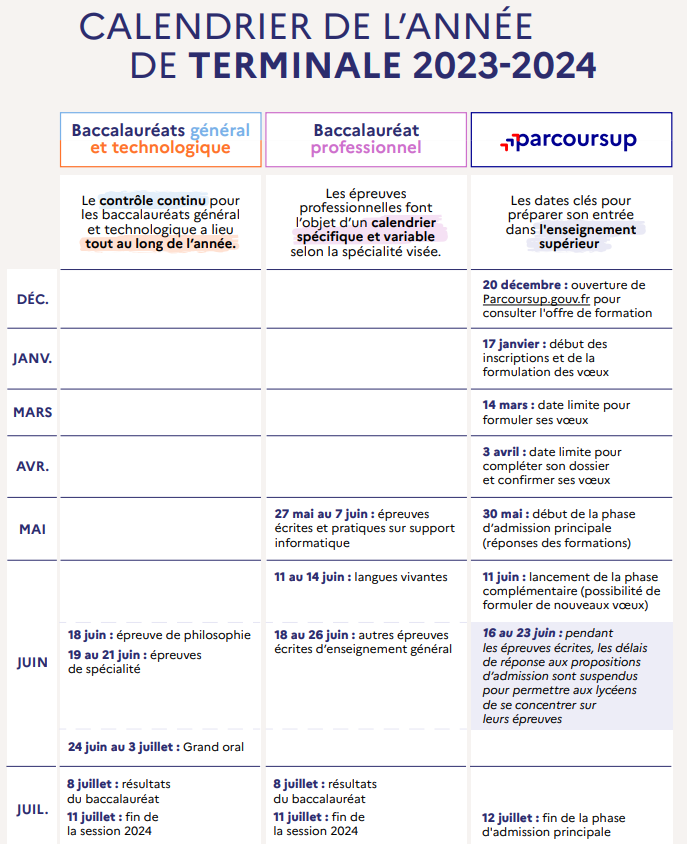 CALENDRIER DE L'ANNÉE
DE TERMINALE 2023-2024
Baccalauréats général
et technologique
Baccalauréat
professionnel
parcoursup
Le contrôle continu pour
les baccalauréats général
et technologique a lieu
tout au long de l'année.
Les épreuves
professionnelles font
l'objet d'un calendrier
spécifique et variable
selon la spécialité visée.
Les dates clés pour
préparer son entrée
dans l'enseignement
supérieur
DÉC.
20 décembre : ouverture de
Parcoursup.gouv.fr pour
consulter l'offre de formation
JANV.
17 janvier : début des
inscriptions et de la
formulation des vœux
MARS
14 mars : date limite pour
formuler ses vœux
AVR.
3 avril : date limite pour
compléter son dossier
et confirmer ses vœux
MAI
27 mai au 7 juin : épreuves
écrites et pratiques sur support
informatique
30 mai : début de la phase
d'admission principale
(réponses des formations)
JUIN
11 au 14 juin : langues vivantes
11 juin : lancement de la phase
complémentaire (possibilité de
formuler de nouveaux vœux)
18 juin : épreuve de philosophie
19 au 21 juin : épreuves
de spécialité
18 au 26 juin : autres épreuves
écrites d'enseignement général
16 au 23 juin : pendant
les épreuves écrites, les délais
de réponse aux propositions
d'admission sont suspendus
pour permettre aux lycéens
de se concentrer sur
leurs épreuves
24 juin au 3 juillet : Grand oral
JUIL.
8 juillet : résultats
du baccalauréat
11 juillet : fin de
la session 2024
8 juillet : résultats
du baccalauréat
11 juillet : fin de
la session 2024
12 juillet : fin de la phase
d'admission principale